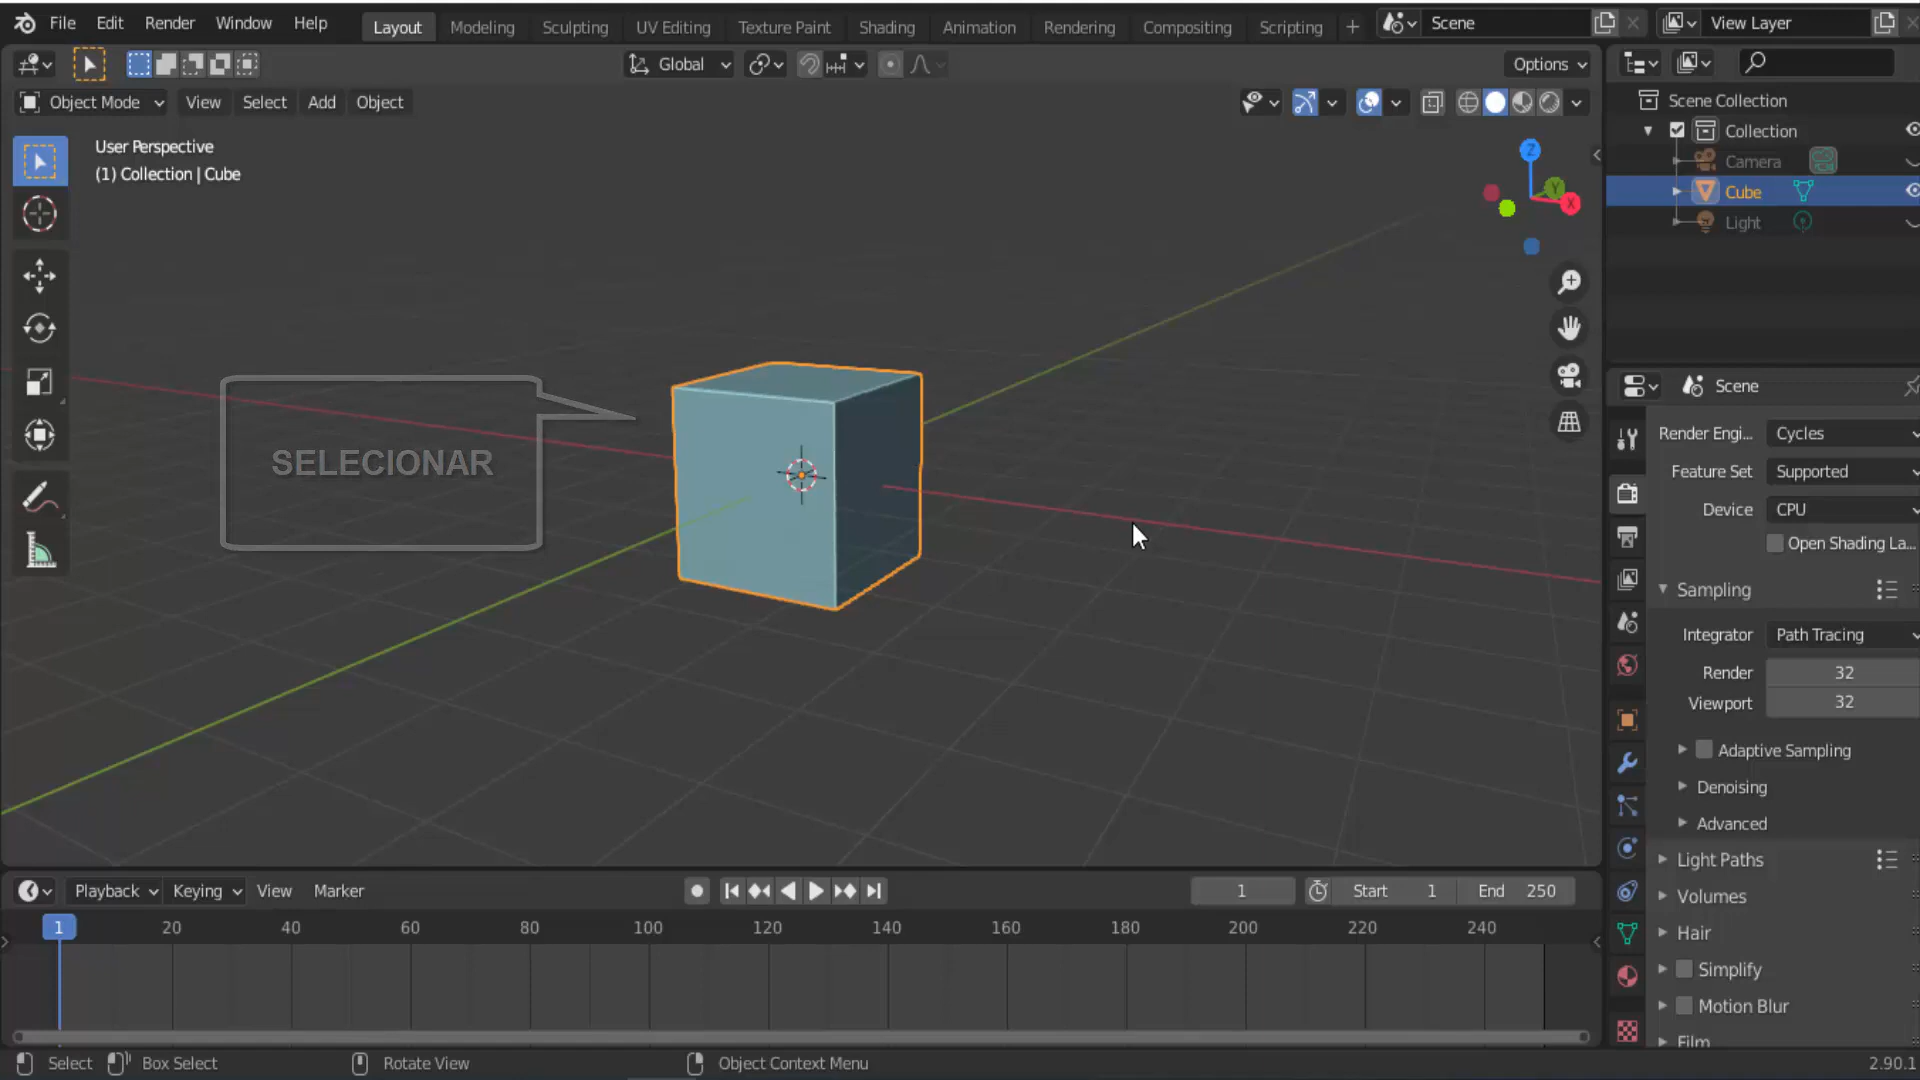 File Edit Render Window Help Layout Modeling Sculpting UV Editing Texture Paint Shading Animation Rendering Compositing Scripting + Scene View Layer
Global Options
Object Mode View Select Add Object
User Perspective
(1) Collection | Cube
Z
Y
X
SELECIONAR
Scene Collection
Collection
Camera
Cube
Light
Scene
Render Engi... Cycles
Feature Set Supported
Device CPU
Open Shading La...
Sampling
Integrator Path Tracing
Render 32
Viewport 32
Adaptive Sampling
Denoising
Advanced
Light Paths
Volumes
Hair
Simplify
Motion Blur
Film
Playback Keying View Marker 1 Start 1 End 250
1 20 40 60 80 100 120 140 160 180 200 220 240
Select Box Select Rotate View Object Context Menu 2.90.1